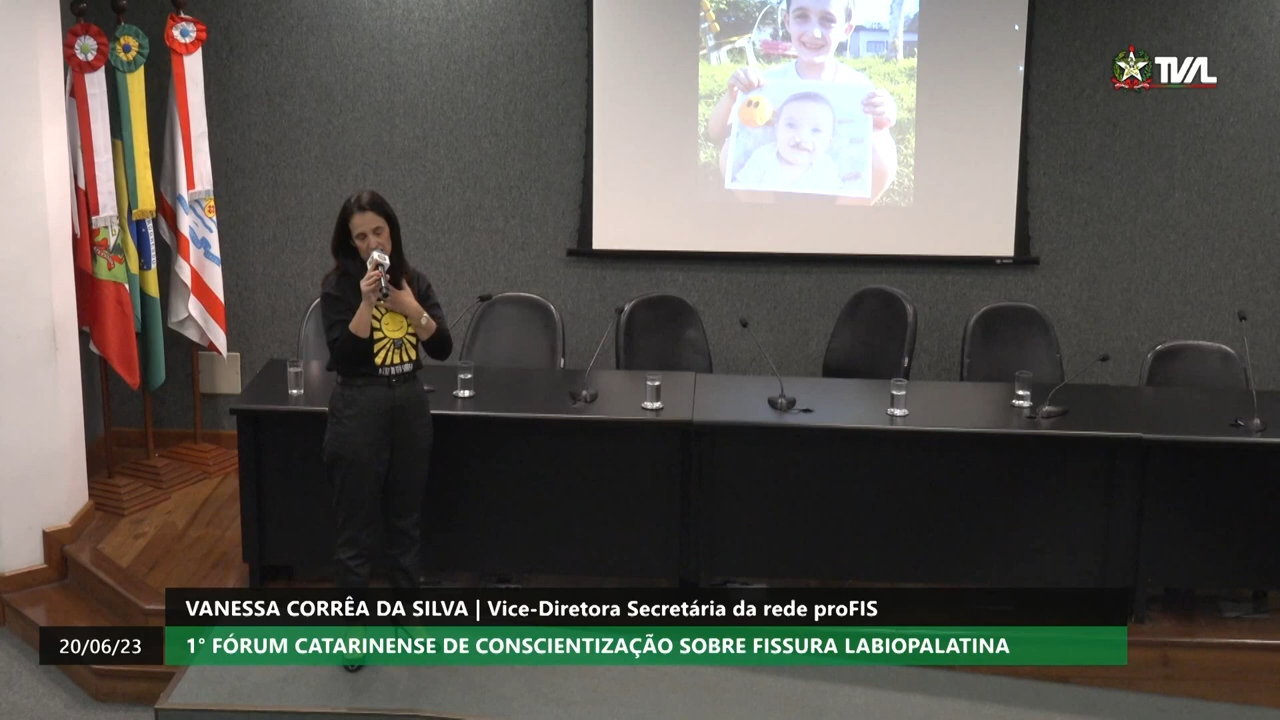 TVAL
VANESSA CORRÊA DA SILVA | Vice-Diretora Secretária da rede proFIS
20/06/23
1° FÓRUM CATARINENSE DE CONSCIENTIZAÇÃO SOBRE FISSURA LABIOPALATINA